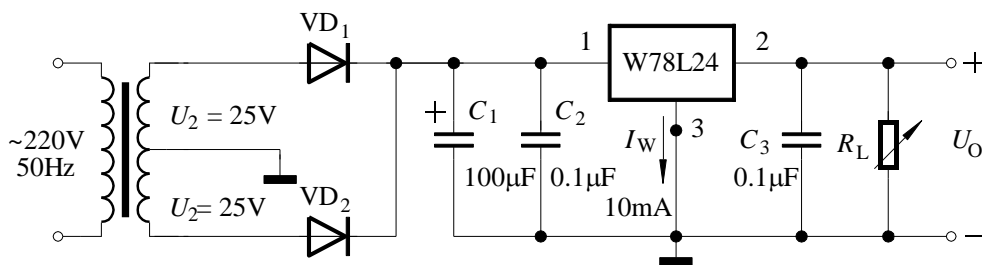 VD1
1
W78L24
2
+
U2 = 25V
+
C1
C2
3
IW
C3
RL
UO
~220V
50Hz
100μF
0.1μF
0.1μF
U2= 25V
VD2
10mA
−